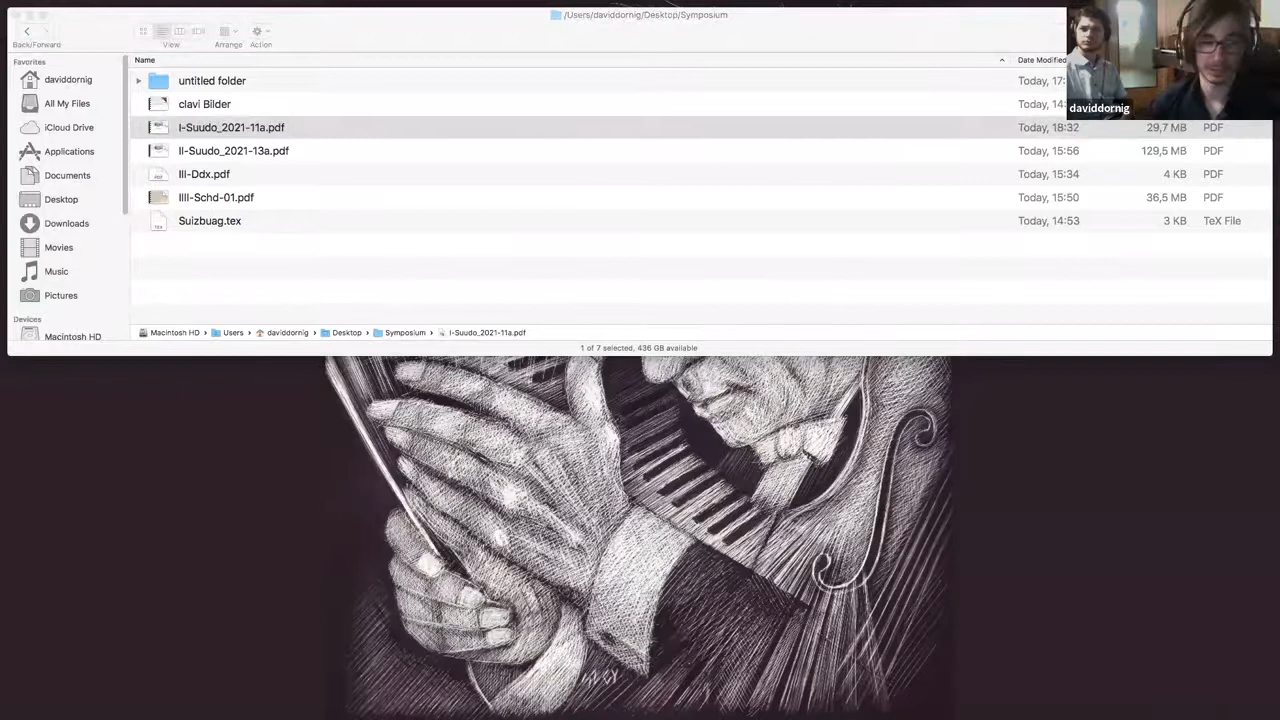 /Users/daviddornig/Desktop/Symposium
Back/Forward
View
Arrange
Action
Favorites
daviddornig
All My Files
iCloud Drive
Applications
Documents
Desktop
Downloads
Movies
Music
Pictures
Devices
Macintosh HD
Name
Date Modified
untitled folder
Today, 17:
clavi Bilder
Today, 14:
I-Suudo_2021-11a.pdf
Today, 18:32
29,7 MB
PDF
II-Suudo_2021-13a.pdf
Today, 15:56
129,5 MB
PDF
III-Ddx.pdf
Today, 15:34
4 KB
PDF
IIII-Schd-01.pdf
Today, 15:50
36,5 MB
PDF
Suizbuag.tex
Today, 14:53
3 KB
TeX File
Macintosh HD
Users
daviddornig
Desktop
Symposium
I-Suudo_2021-11a.pdf
1 of 7 selected, 436 GB available
daviddornig